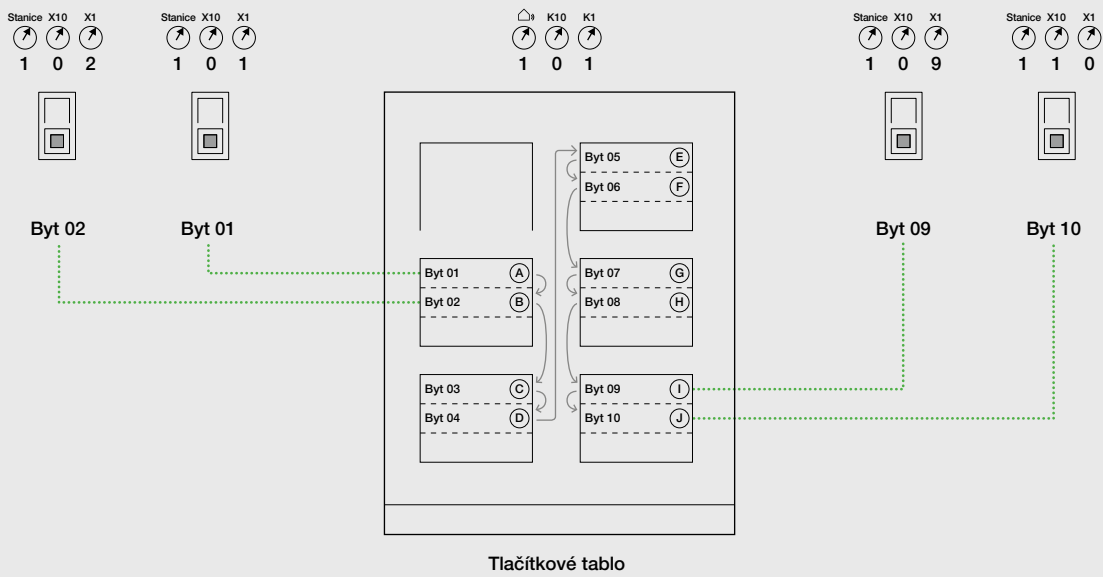 Stanice X10 X1
1 0 2
Stanice X10 X1
1 0 1
K10 K1
1 0 1
Stanice X10 X1
1 0 9
Stanice X10 X1
1 1 0
Byt 02
Byt 01
Byt 01 A
Byt 02 B
Byt 03 C
Byt 04 D
Byt 05 E
Byt 06 F
Byt 07 G
Byt 08 H
Byt 09 I
Byt 10 J
Byt 09
Byt 10
Tlačítkové tablo